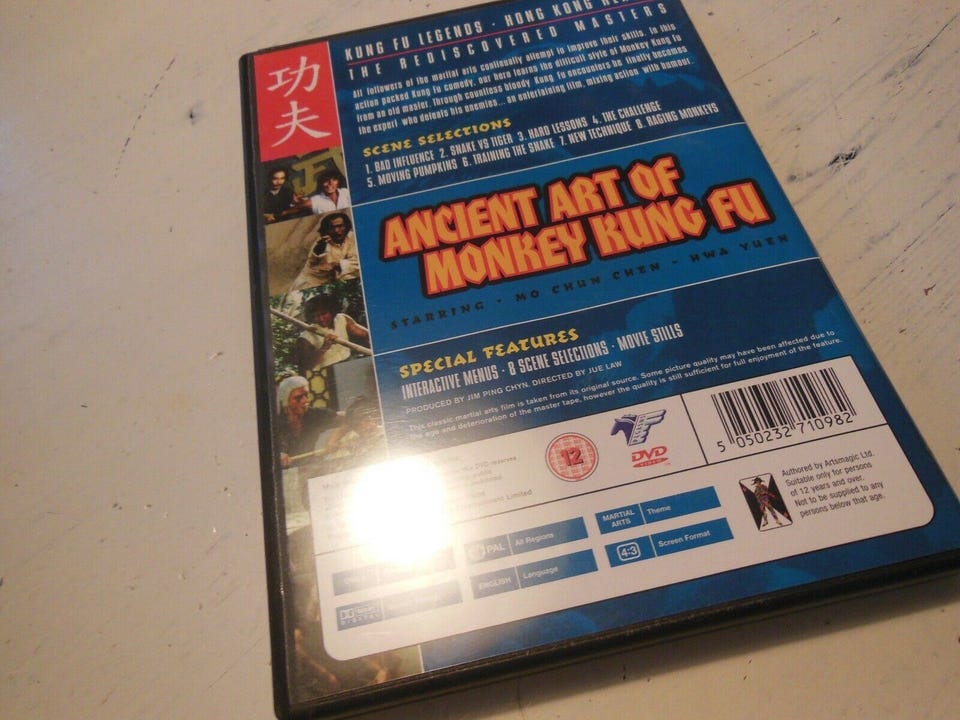 功夫
KUNG FU LEGENDS · HONG KONG
THE REDISCOVERED MASTERS
All followers of the martial arts continually attempt to improve their skills. In this
action packed Kung Fu comedy, our hero learns the difficult style of Monkey Kung Fu
from an old master. Through countless bloody Kung Fu encounters he finally becomes
the expert who defeats his enemies... an entertaining film, mixing action with humour.
SCENE SELECTIONS
1. BAD INFLUENCE 2. SNAKE VS TIGER 3. HARD LESSONS 4. THE CHALLENGE
5. MOVING PUMPKINS 6. TRAINING THE SNAKE 7. NEW TECHNIQUE 8. RAGING MONKEYS
ANCIENT ART OF
MONKEY KUNG FU
STARRING · MO CHUN CHEN · HWA YUEN
SPECIAL FEATURES
INTERACTIVE MENUS · 8 SCENE SELECTIONS · MOVIE STILLS
PRODUCED BY JIM PING CHYN. DIRECTED BY JUE LAW
This classic martial arts film is taken from its original source. Some picture quality may have been affected due to
the age and deterioration of the master tape, however the quality is still sufficient for full enjoyment of the feature.
DVD reserves
Limited
12
DVD
VIDEO
5 050232 710982
Authored by Artsmagic Ltd.
Suitable only for persons
of 12 years and over.
Not to be supplied to any
persons below that age.
PAL All Regions
MARTIAL ARTS Theme
ENGLISH Language
4:3 Screen Format
DIGITAL